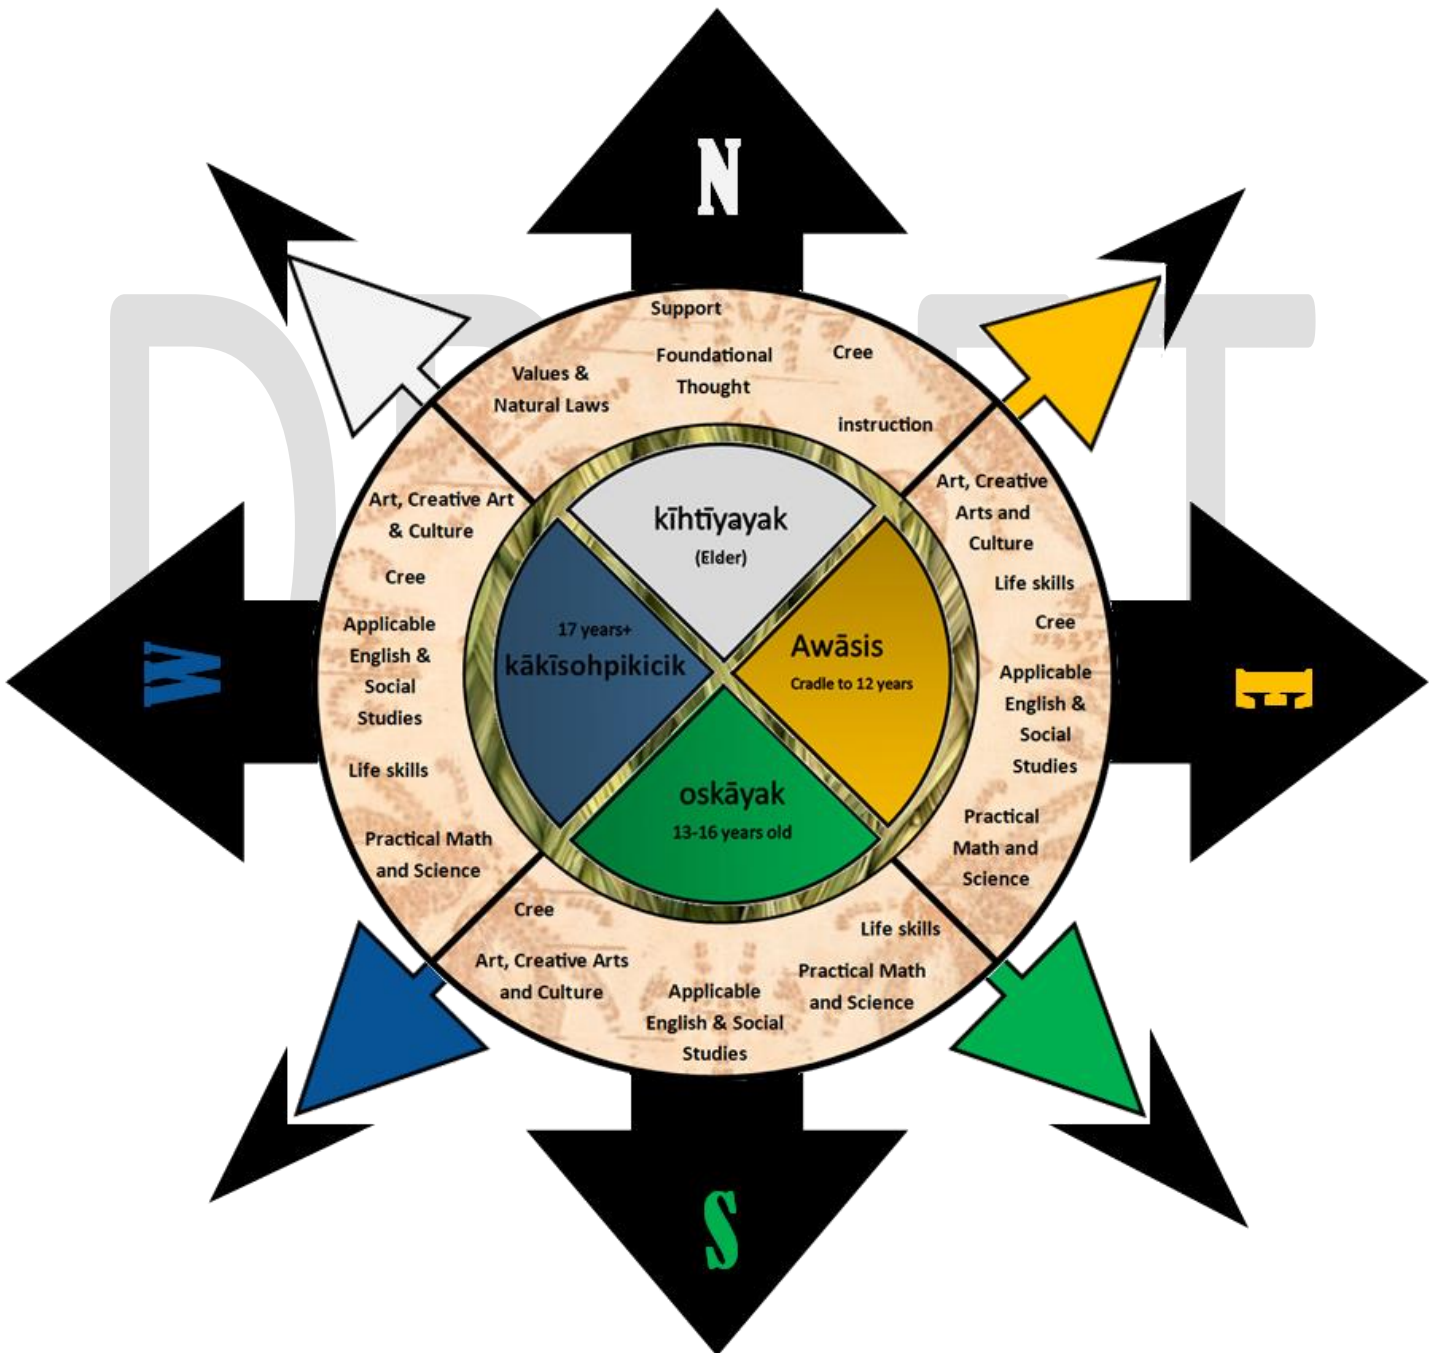 DRAFT
N
Support
Foundational
Thought
Cree
Values &
Natural Laws
instruction
kīhtīyayak
(Elder)
Art, Creative
Arts and
Culture
Life skills
Cree
Applicable
English &
Social
Studies
Practical
Math and
Science
Awāsis
Cradle to 12 years
E
oskāyak
13-16 years old
Life skills
Practical Math
and Science
Applicable
English & Social
Studies
Art, Creative Arts
and Culture
Cree
S
17 years+
kākīsohpikicik
Art, Creative Art
& Culture
Cree
Applicable
English &
Social
Studies
Life skills
Practical Math
and Science
W